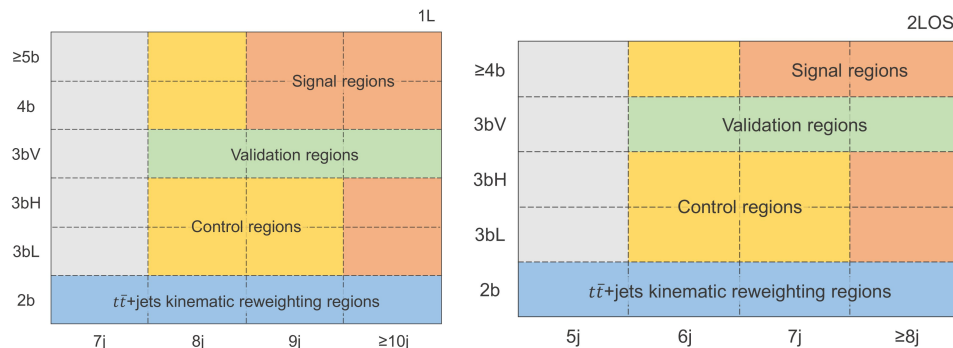 1L
≥5b
Signal regions
4b
3bV
Validation regions
3bH
Control regions
3bL
2b
tt̄+jets kinematic reweighting regions
7j
8j
9j
≥10j
2LOS
≥4b
Signal regions
3bV
Validation regions
3bH
Control regions
3bL
2b
tt̄+jets kinematic reweighting regions
5j
6j
7j
≥8j